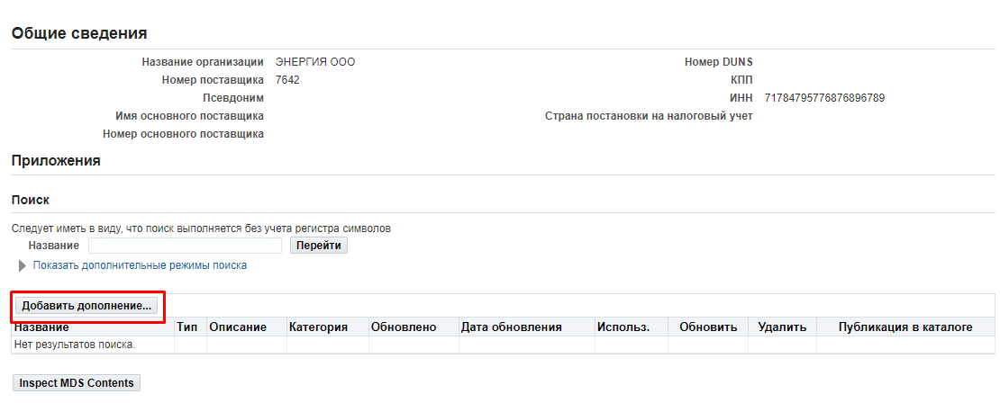 Общие сведения
Название организации ЭНЕРГИЯ ООО Номер DUNS
Номер поставщика 7642 КПП
Псевдоним ИНН 71784795776876896789
Имя основного поставщика Страна постановки на налоговый учет
Номер основного поставщика
Приложения
Поиск
Следует иметь в виду, что поиск выполняется без учета регистра символов
Название Перейти
Показать дополнительные режимы поиска
Добавить дополнение...
Название Тип Описание Категория Обновлено Дата обновления Использ. Обновить Удалить Публикация в каталоге
Нет результатов поиска.
Inspect MDS Contents